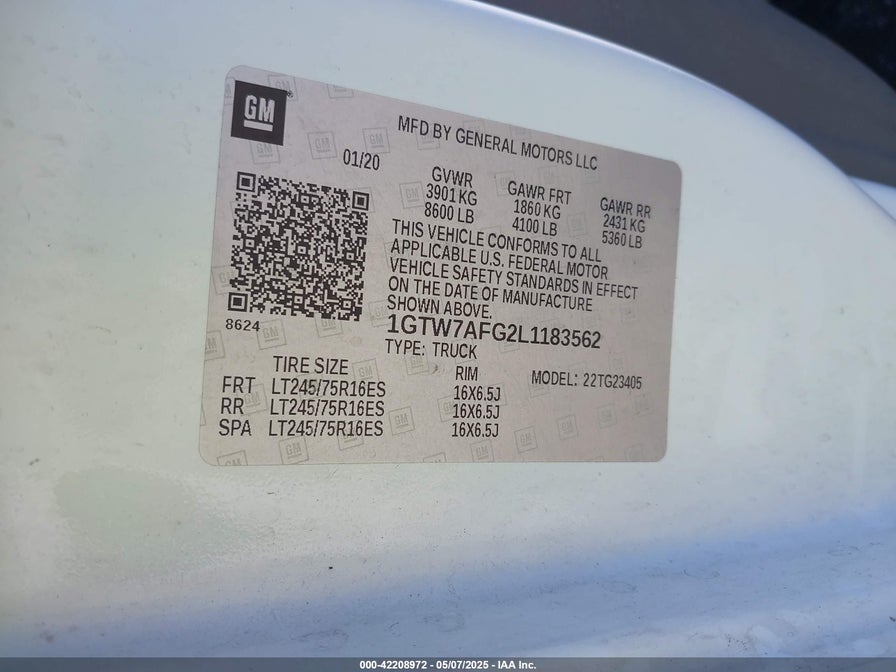 GM
MFD BY GENERAL MOTORS LLC
01/20
GVWR GAWR FRT GAWR RR
3901 KG 1860 KG 2431 KG
8600 LB 4100 LB 5360 LB
THIS VEHICLE CONFORMS TO ALL
APPLICABLE U.S. FEDERAL MOTOR
VEHICLE SAFETY STANDARDS IN EFFECT
ON THE DATE OF MANUFACTURE
SHOWN ABOVE.
8624
1GTW7AFG2L1183562
TYPE: TRUCK
TIRE SIZE RIM MODEL: 22TG23405
FRT LT245/75R16ES 16X6.5J
RR LT245/75R16ES 16X6.5J
SPA LT245/75R16ES 16X6.5J
000-42208972 - 05/07/2025 - IAA Inc.